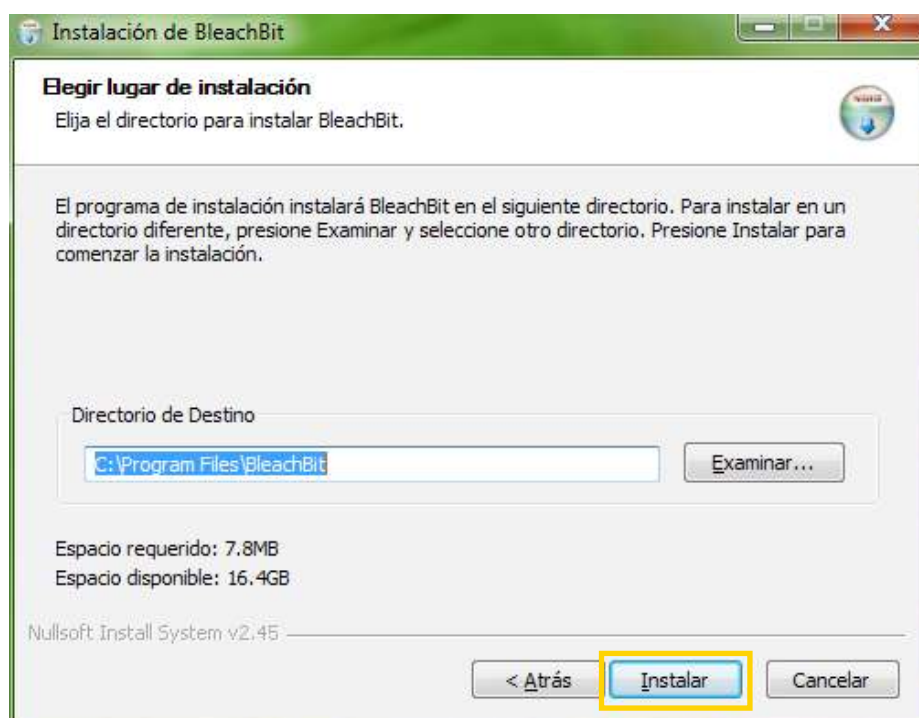 Instalación de BleachBit
Elegir lugar de instalación
Elija el directorio para instalar BleachBit.
El programa de instalación instalará BleachBit en el siguiente directorio. Para instalar en un
directorio diferente, presione Examinar y seleccione otro directorio. Presione Instalar para
comenzar la instalación.
Directorio de Destino
C:\Program Files\BleachBit
Examinar...
Espacio requerido: 7.8MB
Espacio disponible: 16.4GB
Nullsoft Install System v2.45
< Atrás
Instalar
Cancelar